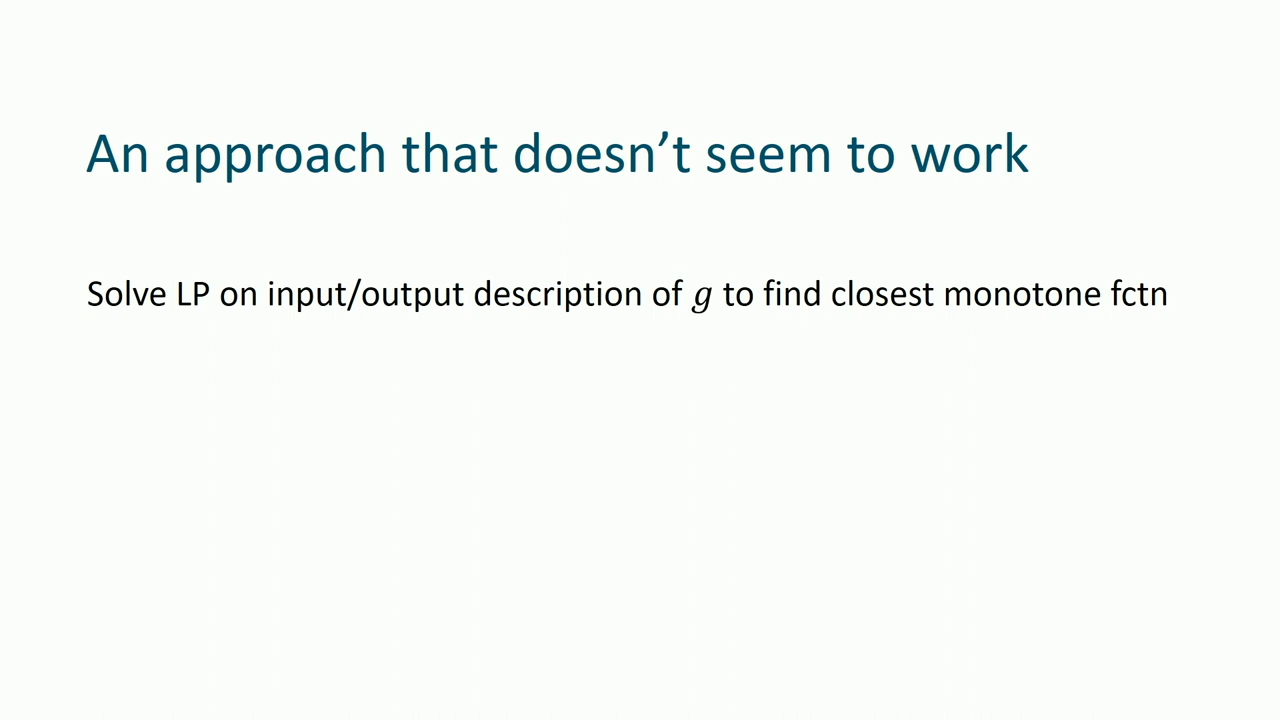 An approach that doesn’t seem to work
Solve LP on input/output description of g to find closest monotone fctn